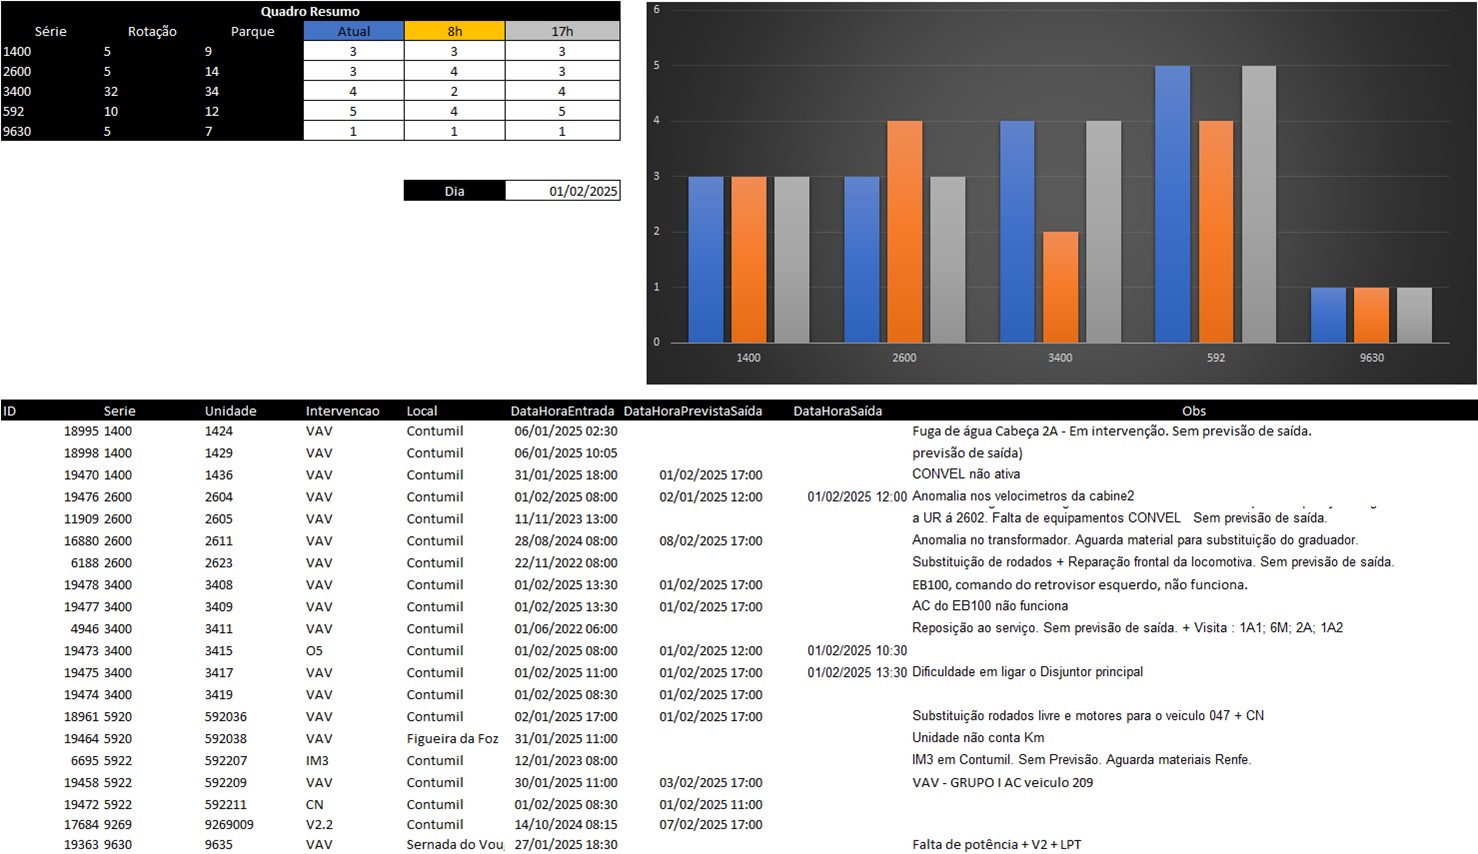 Quadro Resumo
Série Rotação Parque Atual 8h 17h
1400 5 9 3 3 3
2600 5 14 3 4 3
3400 32 34 4 2 4
592 10 12 5 4 5
9630 5 7 1 1 1
Dia 01/02/2025
6
5
4
3
2
1
0
1400 2600 3400 592 9630
ID Serie Unidade Intervencao Local DataHoraEntrada DataHoraPrevistaSaída DataHoraSaída Obs
18995 1400 1424 VAV Contumil 06/01/2025 02:30 Fuga de água Cabeça 2A - Em intervenção. Sem previsão de saída.
18998 1400 1429 VAV Contumil 06/01/2025 10:05 previsão de saída)
19470 1400 1436 VAV Contumil 31/01/2025 18:00 01/02/2025 17:00 CONVEL não ativa
19476 2600 2604 VAV Contumil 01/02/2025 08:00 02/01/2025 12:00 01/02/2025 12:00 Anomalia nos velocimetros da cabine2
11909 2600 2605 VAV Contumil 11/11/2023 13:00 a UR á 2602. Falta de equipamentos CONVEL Sem previsão de saída.
16880 2600 2611 VAV Contumil 28/08/2024 08:00 08/02/2025 17:00 Anomalia no transformador. Aguarda material para substituição do graduador.
6188 2600 2623 VAV Contumil 22/11/2022 08:00 Substituição de rodados + Reparação frontal da locomotiva. Sem previsão de saída.
19478 3400 3408 VAV Contumil 01/02/2025 13:30 01/02/2025 17:00 EB100, comando do retrovisor esquerdo, não funciona.
19477 3400 3409 VAV Contumil 01/02/2025 13:30 01/02/2025 17:00 AC do EB100 não funciona
4946 3400 3411 VAV Contumil 01/06/2022 06:00 Reposição ao serviço. Sem previsão de saída. + Visita : 1A1; 6M; 2A; 1A2
19473 3400 3415 O5 Contumil 01/02/2025 08:00 01/02/2025 12:00 01/02/2025 10:30
19475 3400 3417 VAV Contumil 01/02/2025 11:00 01/02/2025 17:00 01/02/2025 13:30 Dificuldade em ligar o Disjuntor principal
19474 3400 3419 VAV Contumil 01/02/2025 08:30 01/02/2025 17:00
18961 5920 592036 VAV Contumil 02/01/2025 17:00 01/02/2025 17:00 Substituição rodados livre e motores para o veiculo 047 + CN
19464 5920 592038 VAV Figueira da Foz 31/01/2025 11:00 Unidade não conta Km
6695 5922 592207 IM3 Contumil 12/01/2023 08:00 IM3 em Contumil. Sem Previsão. Aguarda materiais Renfe.
19458 5922 592209 VAV Contumil 30/01/2025 11:00 03/02/2025 17:00 VAV - GRUPO I AC veiculo 209
19472 5922 592211 CN Contumil 01/02/2025 08:30 01/02/2025 11:00
17684 9269 9269009 V2.2 Contumil 14/10/2024 08:15 07/02/2025 17:00
19363 9630 9635 VAV Sernada do Vou 27/01/2025 18:30 Falta de potência + V2 + LPT